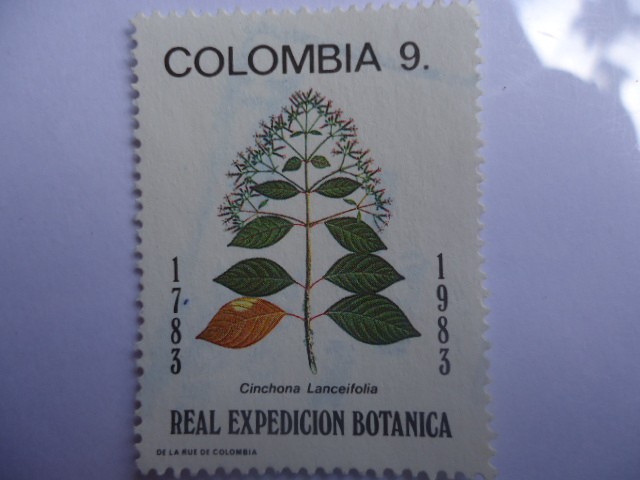 COLOMBIA 9.
1783
1983
Cinchona Lanceifolia
REAL EXPEDICION BOTANICA
DE LA RUE DE COLOMBIA